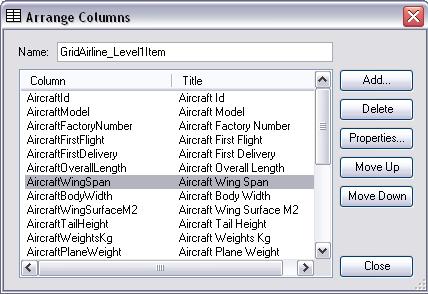 Arrange Columns
Name: GridAirline_Level1Item
Column Title
AircraftId Aircraft Id
AircraftModel Aircraft Model
AircraftFactoryNumber Aircraft Factory Number
AircraftFirstFlight Aircraft First Flight
AircraftFirstDelivery Aircraft First Delivery
AircraftOverallLength Aircraft Overall Length
AircraftWingSpan Aircraft Wing Span
AircraftBodyWidth Aircraft Body Width
AircraftWingSurfaceM2 Aircraft Wing Surface M2
AircraftTailHeight Aircraft Tail Height
AircraftWeightsKg Aircraft Weights Kg
AircraftPlaneWeight Aircraft Plane Weight
Add...
Delete
Properties...
Move Up
Move Down
Close